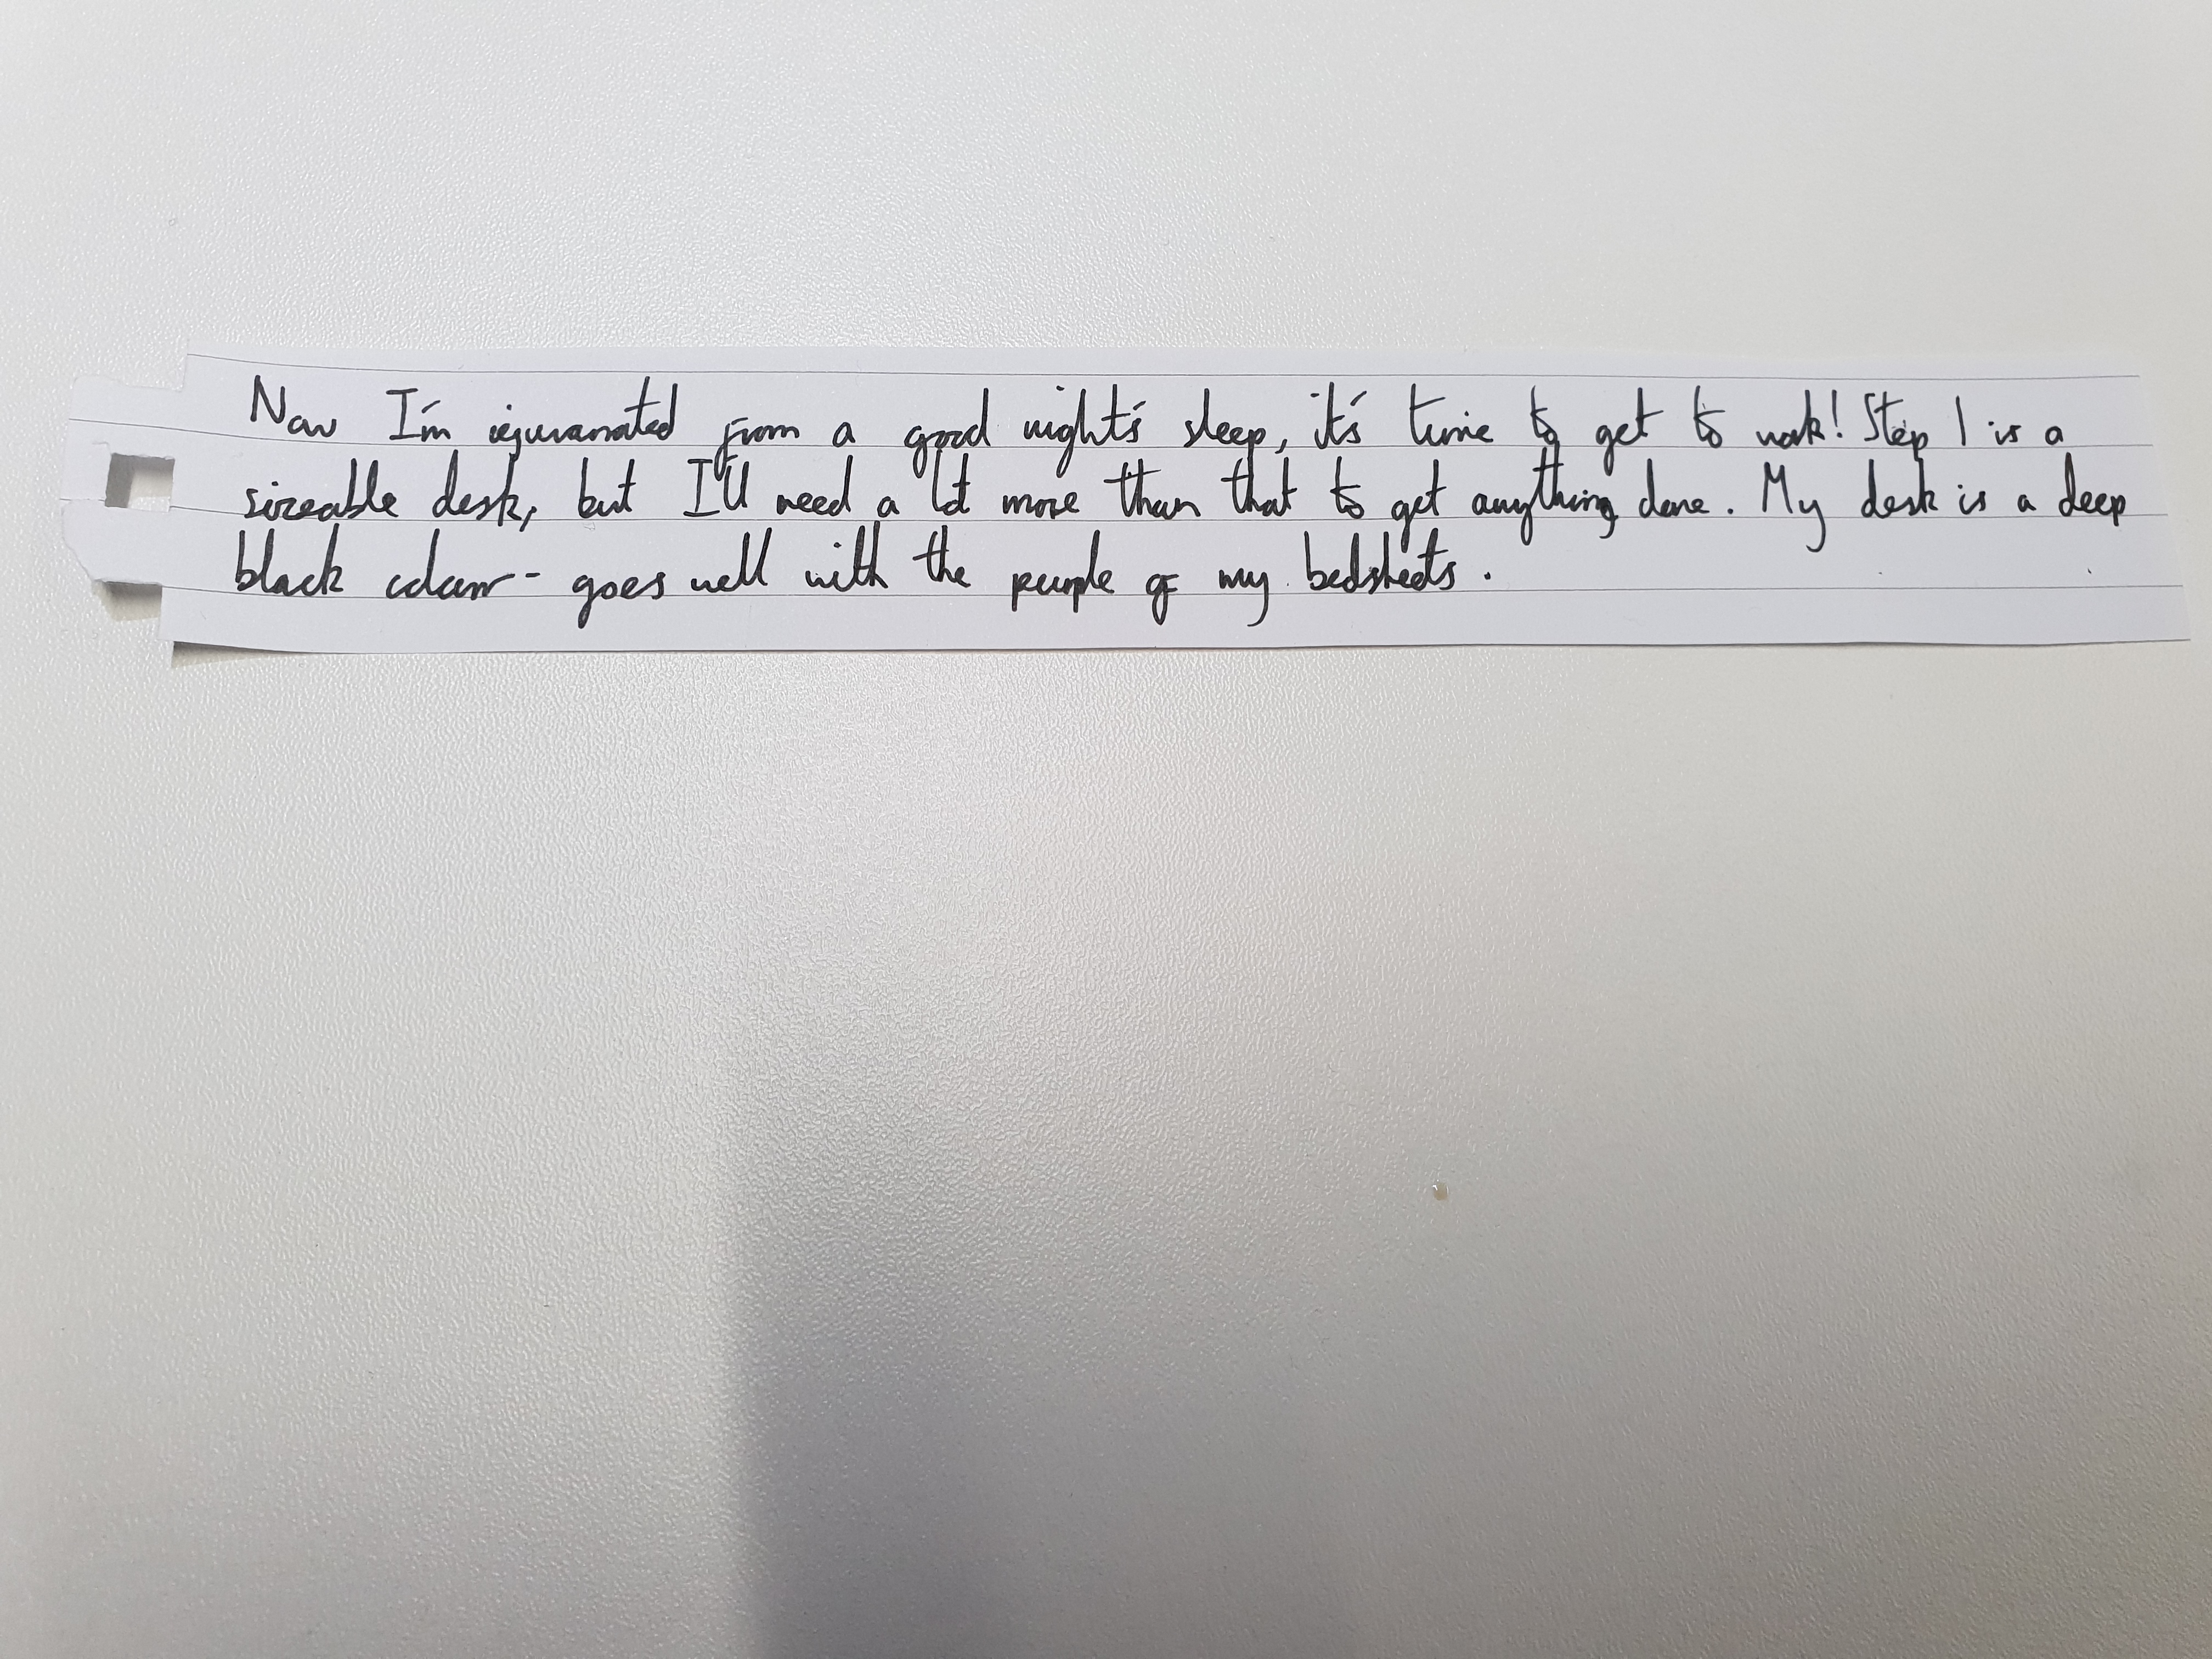 Now I'm rejuvenated from a good night's sleep, it's time to get to work! Step 1 is a
sizeable desk, but I'll need a lot more than that to get anything done. My desk is a deep
black colour - goes well with the purple of my bedsheets.